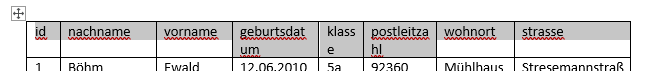 id nachname vorname geburtsdat klass postleitza wohnort strasse
um e hl
1 Böhm Ewald 12.06.2010 5a 92360 Mühlhaus Stresemannstraß